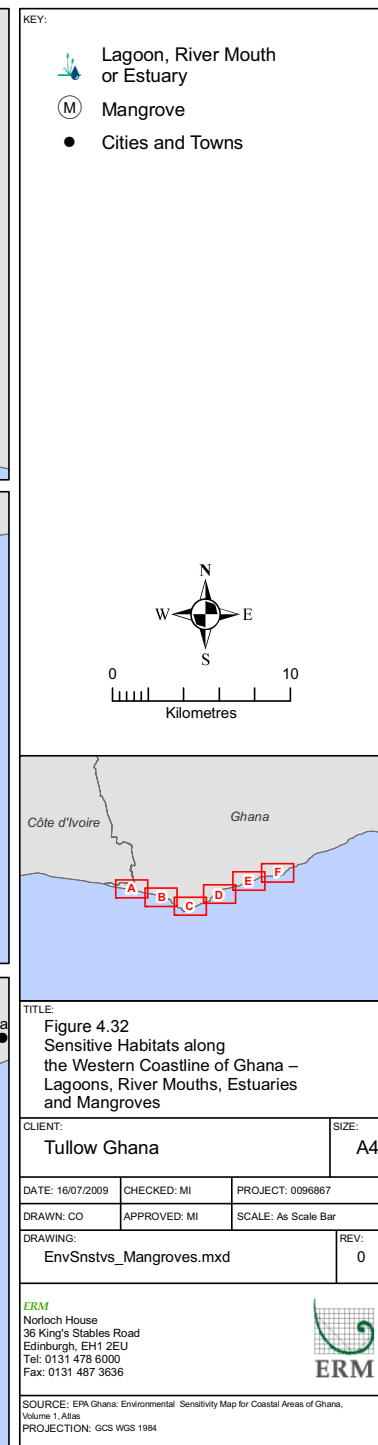 KEY:
Lagoon, River Mouth
or Estuary
M Mangrove
Cities and Towns
N
W E
S
0 10
Kilometres
Côte d'Ivoire
Ghana
A
B
C
D
E
F
a
TITLE:
Figure 4.32
Sensitive Habitats along
the Western Coastline of Ghana –
Lagoons, River Mouths, Estuaries
and Mangroves
CLIENT:
Tullow Ghana
SIZE:
A4
DATE: 16/07/2009 CHECKED: MI PROJECT: 0096867
DRAWN: CO APPROVED: MI SCALE: As Scale Bar
DRAWING:
EnvSnstvs_Mangroves.mxd
REV:
0
ERM
Norloch House
36 King's Stables Road
Edinburgh, EH1 2EU
Tel: 0131 478 6000
Fax: 0131 487 3636
ERM
SOURCE: EPA Ghana: Environmental Sensitivity Map for Coastal Areas of Ghana,
Volume 1, Atlas
PROJECTION: GCS WGS 1984